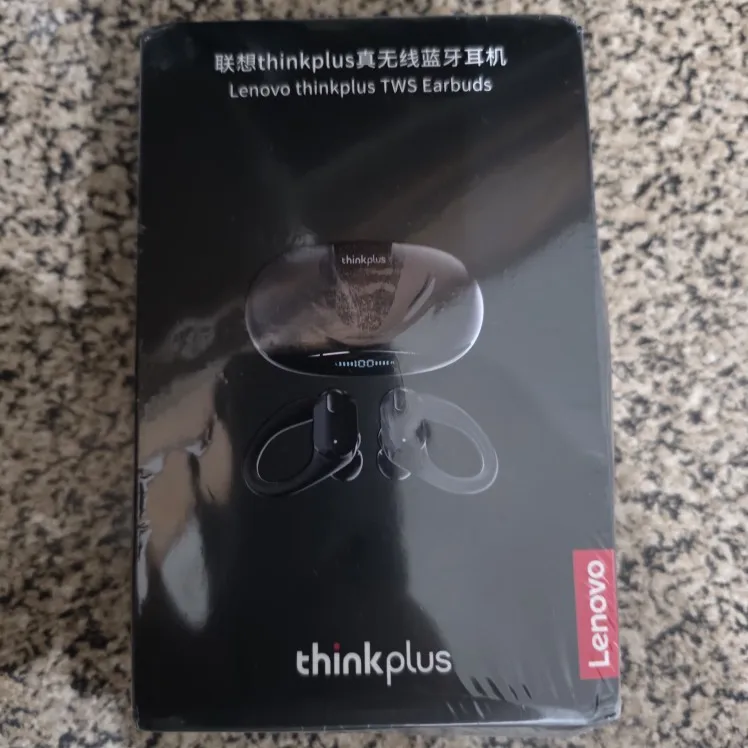 联想thinkplus真无线蓝牙耳机
Lenovo thinkplus TWS Earbuds
thinkplus
100
Lenovo
thinkplus